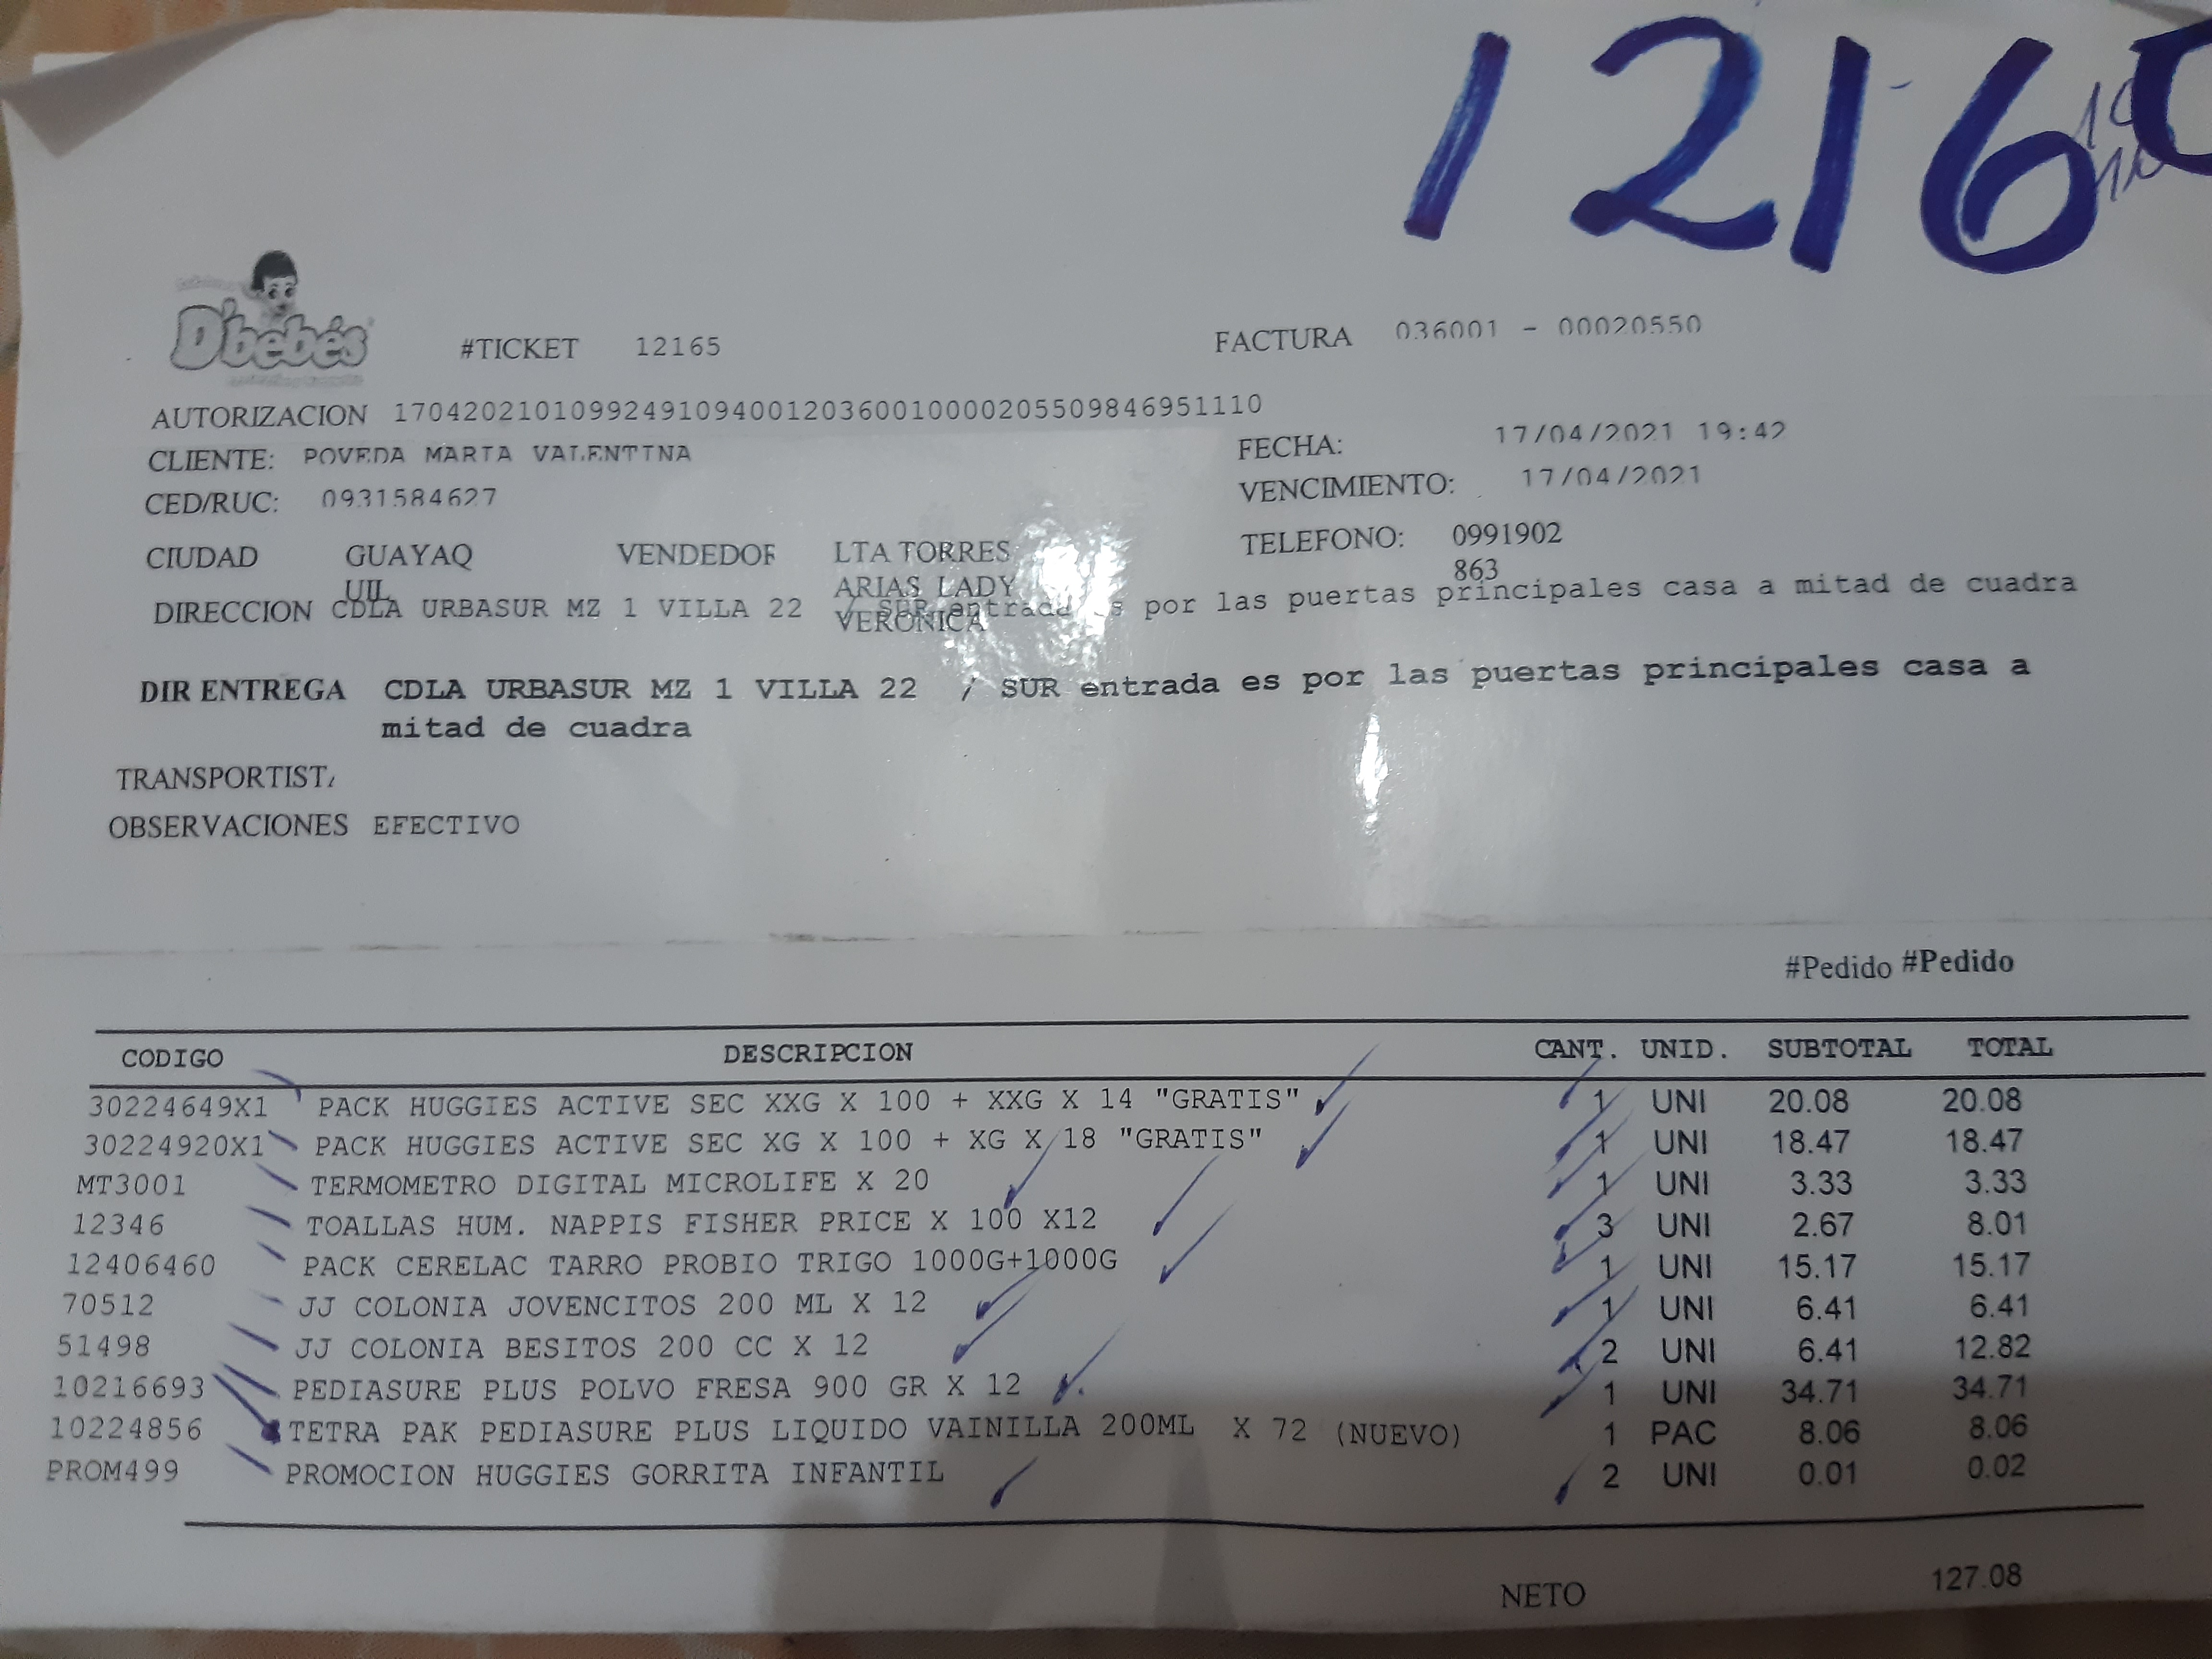 1216
Dbebés
#TICKET 12165 FACTURA 036001 - 000020550
AUTORIZACION 1704202101099249109400120360010000205509846951110
CLIENTE: POVEDA MARTA VALENTINA FECHA: 17/04/2021 19:42
CED/RUC: 0931584627 VENCIMIENTO: 17/04/2021
CIUDAD GUAYAQ UIL VENDEDOF LTA TORRES ARIAS LADY VERONICA TELEFONO: 0991902 863
DIRECCION CDLA URBASUR MZ 1 VILLA 22 / SUR entrada es por las puertas principales casa a mitad de cuadra
DIR ENTREGA CDLA URBASUR MZ 1 VILLA 22 / SUR entrada es por las puertas principales casa a
mitad de cuadra
TRANSPORTIST.
OBSERVACIONES EFECTIVO
#Pedido #Pedido
CODIGO DESCRIPCION CANT. UNID. SUBTOTAL TOTAL
30224649X1 PACK HUGGIES ACTIVE SEC XXG X 100 + XXG X 14 "GRATIS" 1 UNI 20.08 20.08
30224920X1 PACK HUGGIES ACTIVE SEC XG X 100 + XG X 18 "GRATIS" 1 UNI 18.47 18.47
MT3001 TERMOMETRO DIGITAL MICROLIFE X 20 1 UNI 3.33 3.33
12346 TOALLAS HUM. NAPPIS FISHER PRICE X 100 X12 3 UNI 2.67 8.01
12406460 PACK CERELAC TARRO PROBIO TRIGO 1000G+1000G 1 UNI 15.17 15.17
70512 JJ COLONIA JOVENCITOS 200 ML X 12 1 UNI 6.41 6.41
51498 JJ COLONIA BESITOS 200 CC X 12 2 UNI 6.41 12.82
10216693 PEDIASURE PLUS POLVO FRESA 900 GR X 12 1 UNI 34.71 34.71
10224856 TETRA PAK PEDIASURE PLUS LIQUIDO VAINILLA 200ML X 72 (NUEVO) 1 PAC 8.06 8.06
PROM499 PROMOCION HUGGIES GORRITA INFANTIL 2 UNI 0.01 0.02
NETO 127.08